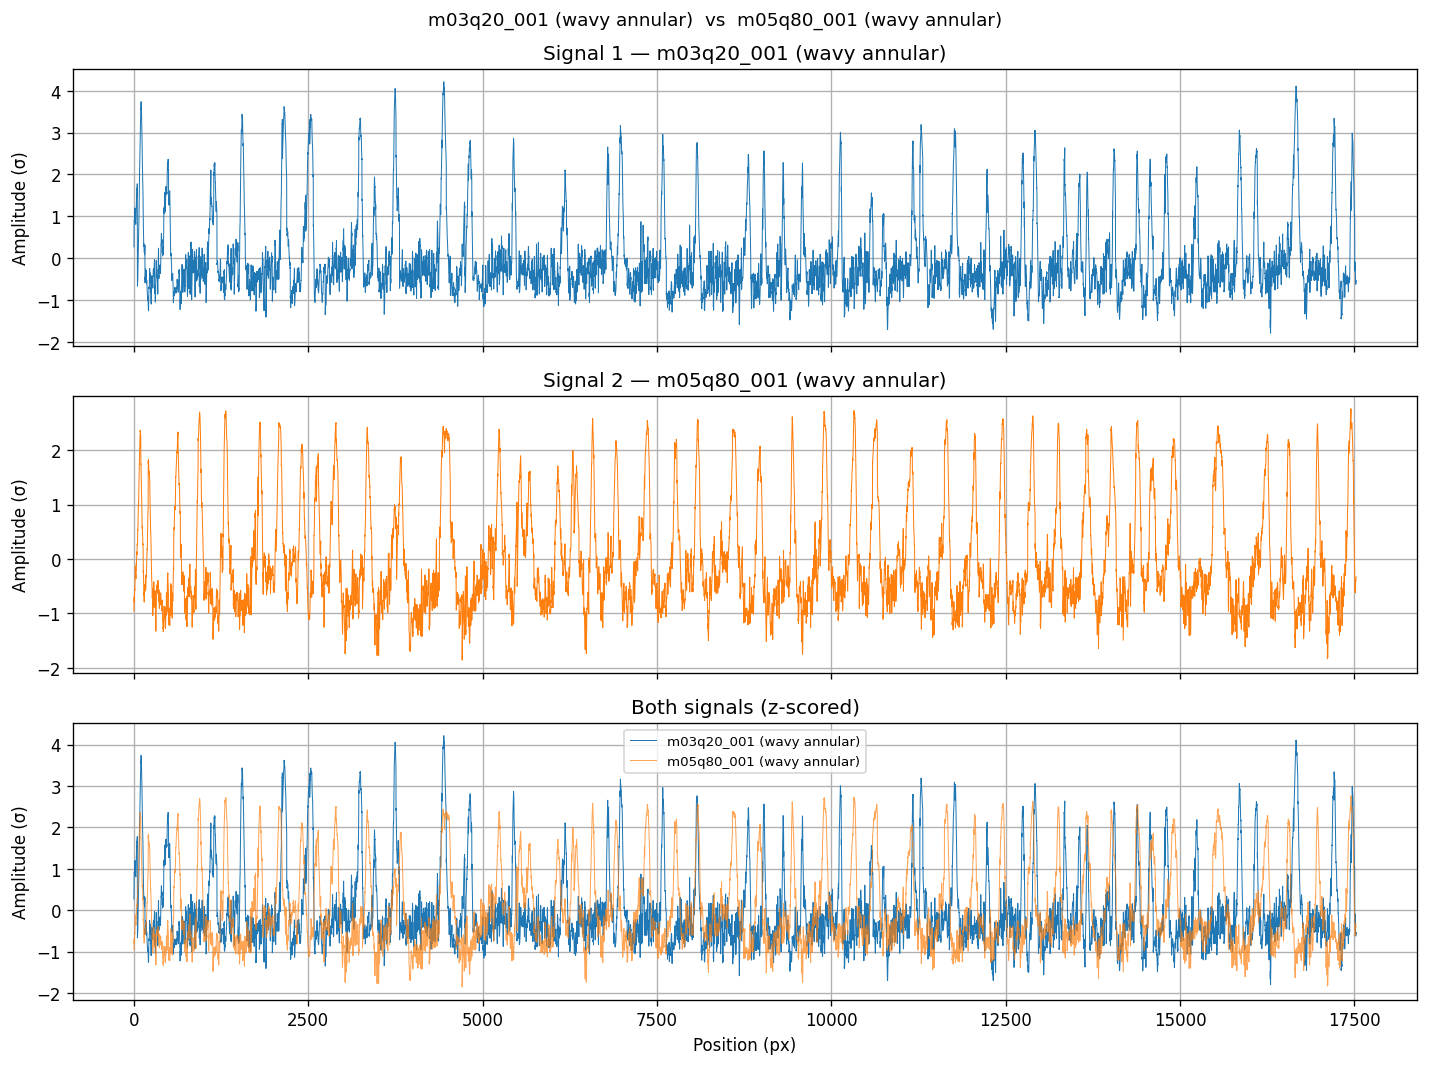 m03q20_001 (wavy annular)  vs  m05q80_001 (wavy annular)
Signal 1 — m03q20_001 (wavy annular)
Amplitude (σ)
4
3
2
1
0
−1
−2
Signal 2 — m05q80_001 (wavy annular)
Amplitude (σ)
2
1
0
−1
−2
Both signals (z-scored)
m03q20_001 (wavy annular)
m05q80_001 (wavy annular)
Amplitude (σ)
4
3
2
1
0
−1
−2
0 2500 5000 7500 10000 12500 15000 17500
Position (px)